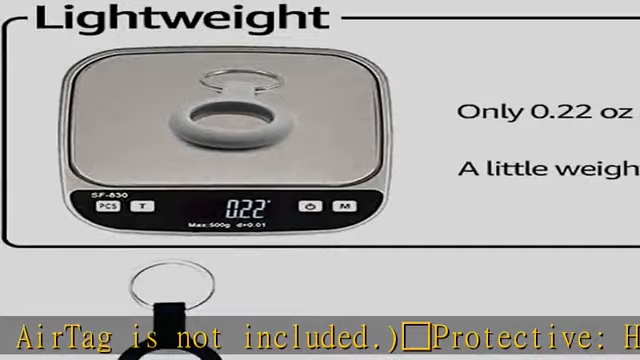 Lightweight
Only 0.22 oz
A little weigh
SF-830
PCS T 0.22 M
Max:500g d=0.01
AirTag is not included.)□Protective: H